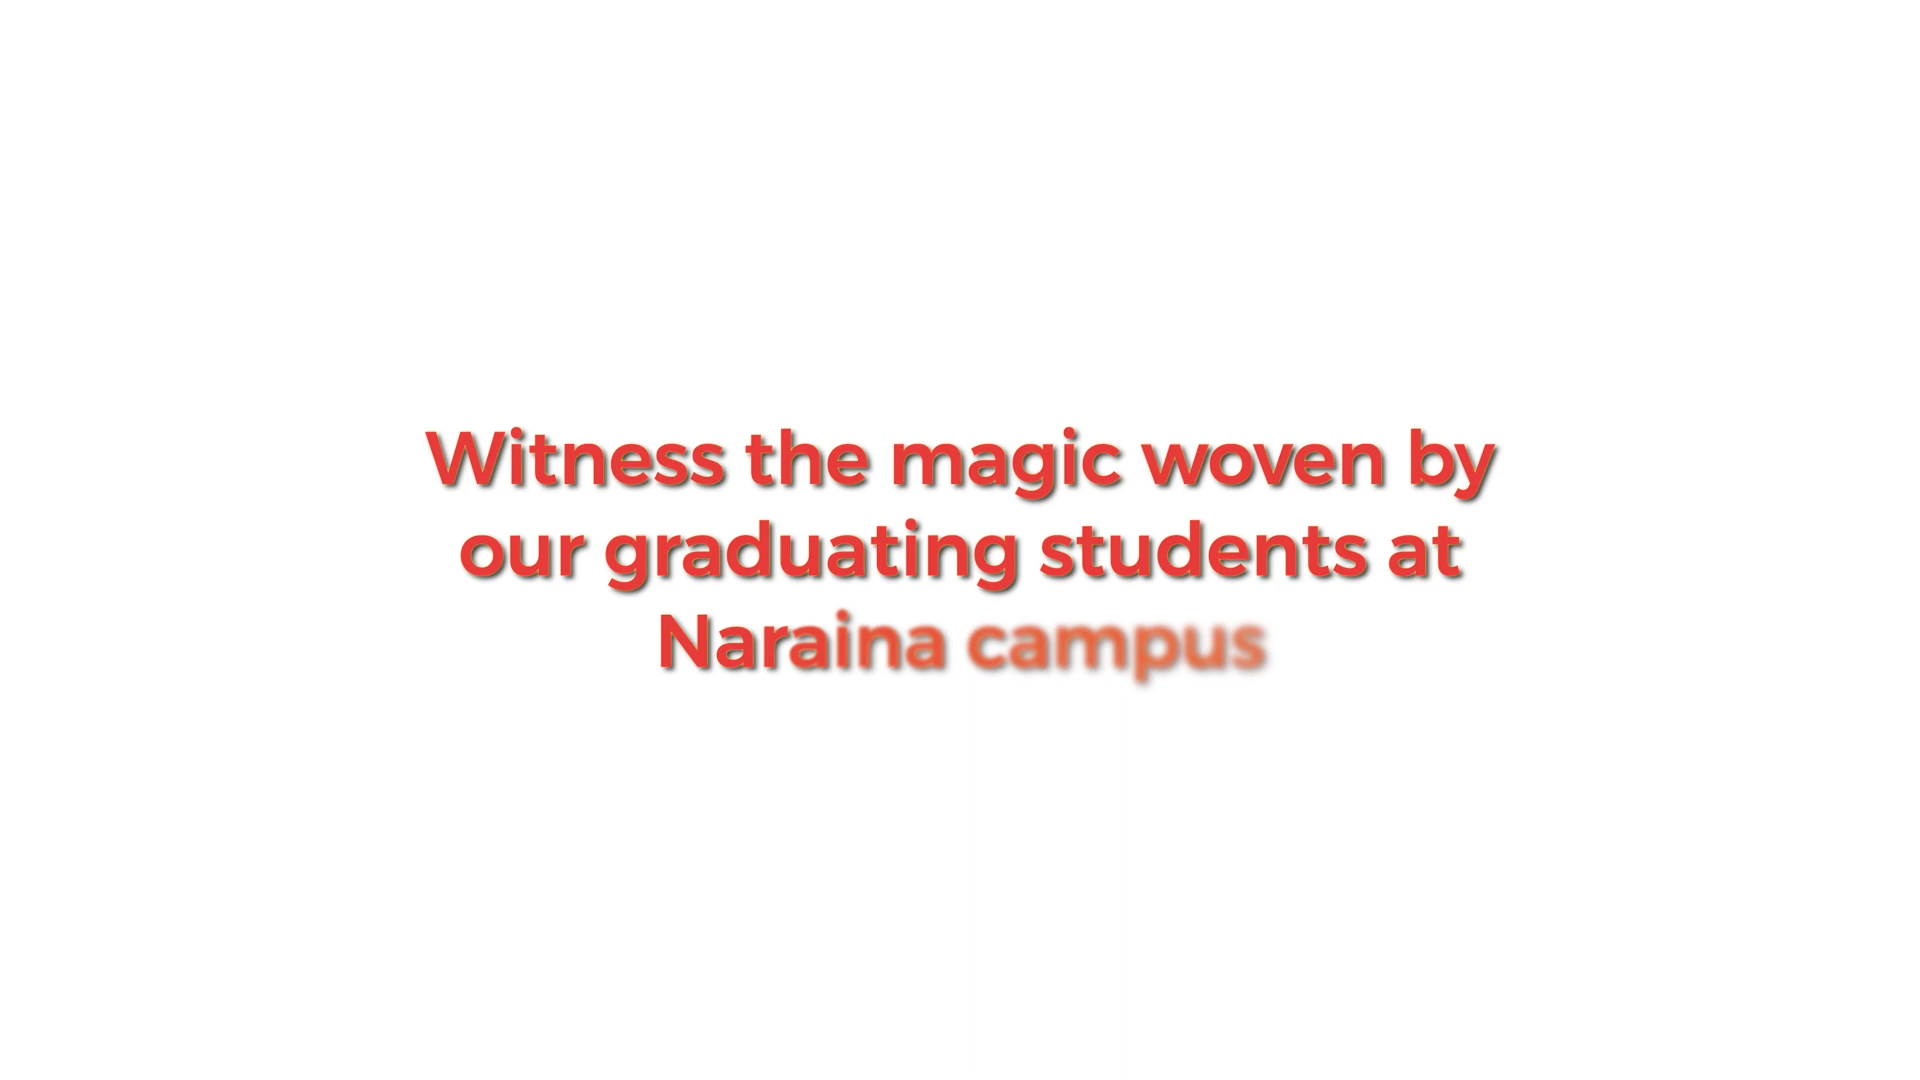 Witness the magic woven by
our graduating students at
Naraina campus